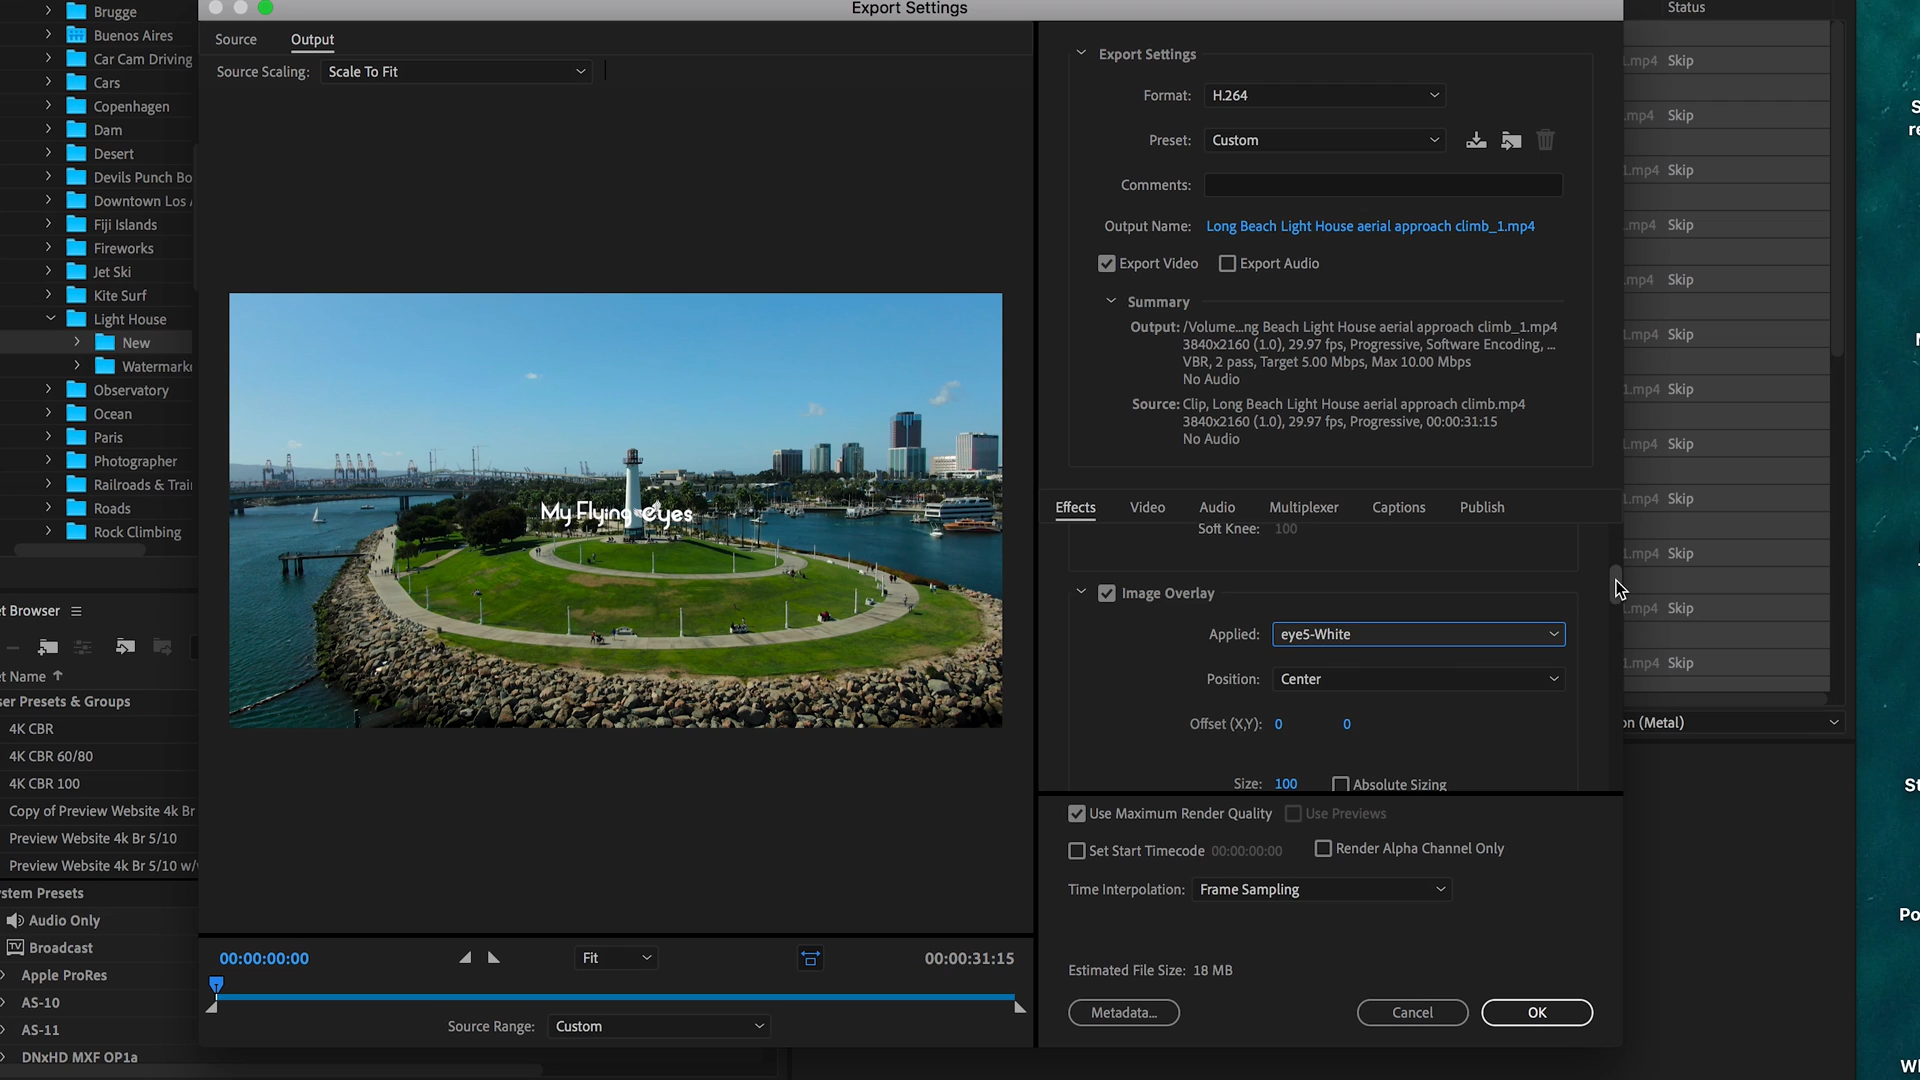 Export Settings
Status
Brugge
Buenos Aires
Car Cam Driving
Cars
Copenhagen
Dam
Desert
Devils Punch Bo
Downtown Los
Fiji Islands
Fireworks
Jet Ski
Kite Surf
Light House
New
Watermark
Observatory
Ocean
Paris
Photographer
Railroads & Trai
Roads
Rock Climbing
et Browser
et Name
ser Presets & Groups
4K CBR
4K CBR 60/80
4K CBR 100
Copy of Preview Website 4k Br
Preview Website 4k Br 5/10
Preview Website 4k Br 5/10 w/
ystem Presets
Audio Only
Broadcast
Apple ProRes
AS-10
AS-11
DNxHD MXF OP1a
Source
Output
Source Scaling: Scale To Fit
My Flying eyes
00:00:00:00
Fit
00:00:31:15
Source Range: Custom
Export Settings
Format: H.264
Preset: Custom
Comments:
Output Name: Long Beach Light House aerial approach climb_1.mp4
Export Video
Export Audio
Summary
Output: /Volume...ng Beach Light House aerial approach climb_1.mp4
3840x2160 (1.0), 29.97 fps, Progressive, Software Encoding, ...
VBR, 2 pass, Target 5.00 Mbps, Max 10.00 Mbps
No Audio
Source: Clip, Long Beach Light House aerial approach climb.mp4
3840x2160 (1.0), 29.97 fps, Progressive, 00:00:31:15
No Audio
Effects
Video
Audio
Multiplexer
Captions
Publish
Soft Knee: 100
Image Overlay
Applied: eye5-White
Position: Center
Offset (X,Y): 0 0
Size: 100
Absolute Sizing
Use Maximum Render Quality
Use Previews
Set Start Timecode 00:00:00:00
Render Alpha Channel Only
Time Interpolation: Frame Sampling
Estimated File Size: 18 MB
Metadata...
Cancel
OK
.mp4 Skip
.mp4 Skip
.mp4 Skip
.mp4 Skip
.mp4 Skip
.mp4 Skip
.mp4 Skip
.mp4 Skip
.mp4 Skip
.mp4 Skip
.mp4 Skip
.mp4 Skip
on (Metal)
S
re
St
Po